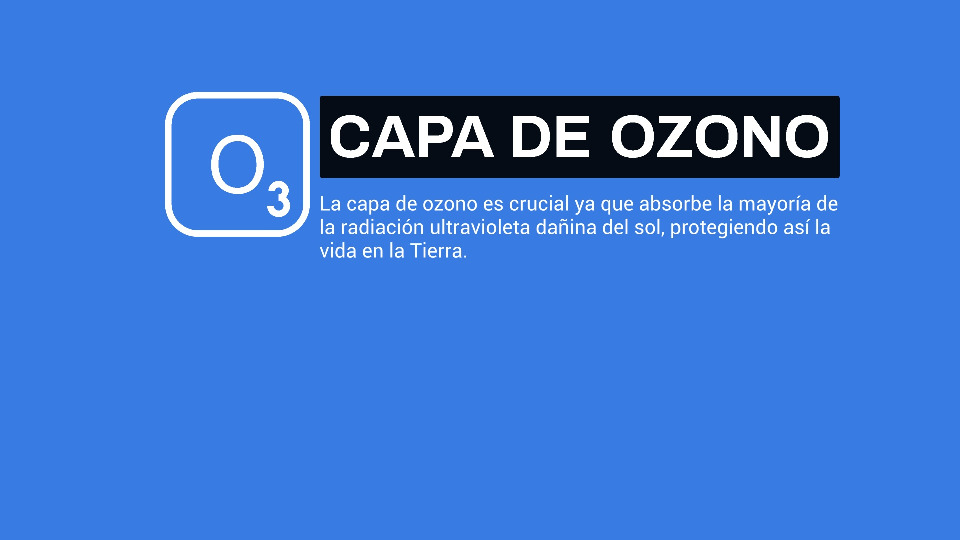 O3
CAPA DE OZONO
La capa de ozono es crucial ya que absorbe la mayoría de
la radiación ultravioleta dañina del sol, protegiendo así la
vida en la Tierra.